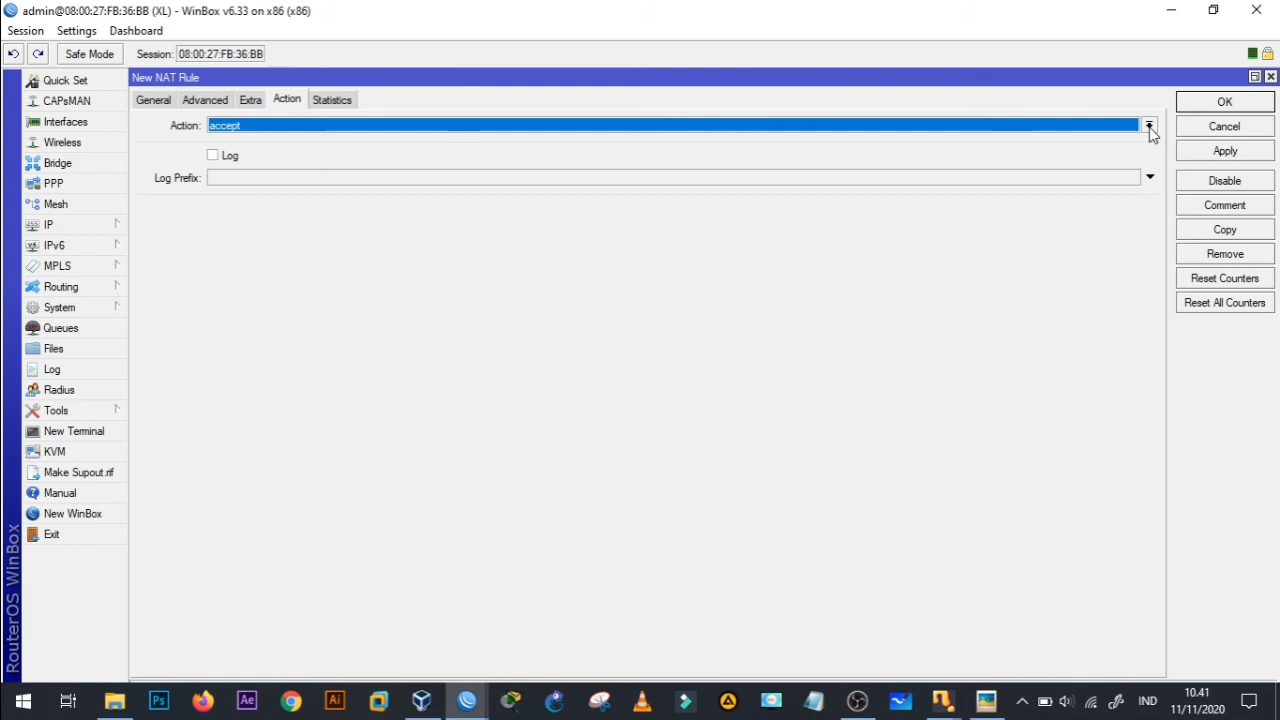 admin@08:00:27:FB:36:BB (XL) - WinBox v6.33 on x86 (x86)
Session Settings Dashboard
Safe Mode Session: 08:00:27:FB:36:BB
New NAT Rule
General Advanced Extra Action Statistics
Action: accept
Log
Log Prefix:
OK
Cancel
Apply
Disable
Comment
Copy
Remove
Reset Counters
Reset All Counters
Quick Set
CAPsMAN
Interfaces
Wireless
Bridge
PPP
Mesh
IP
IPv6
MPLS
Routing
System
Queues
Files
Log
Radius
Tools
New Terminal
KVM
Make Supout.rif
Manual
New WinBox
Exit
RouterOS WinBox
Ps Ae Ai
IND
10.41
11/11/2020